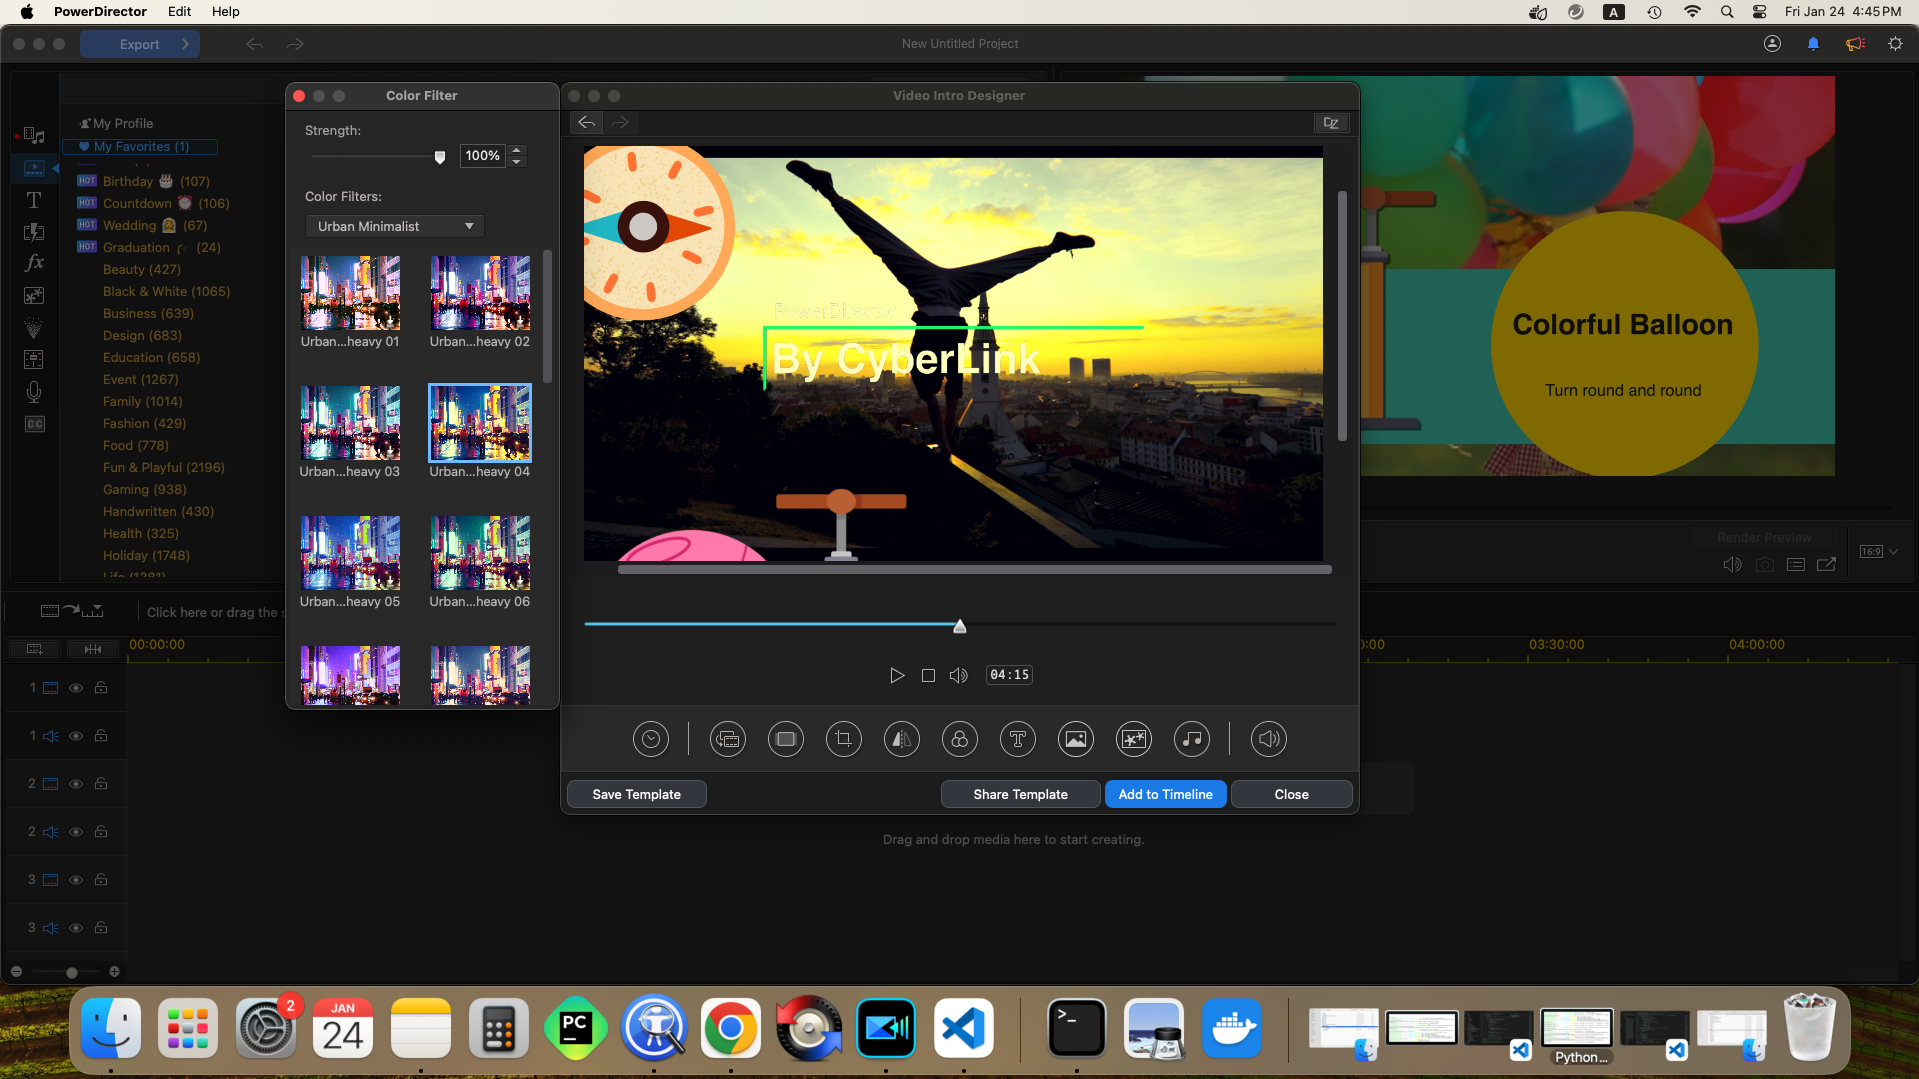 PowerDirector Edit Help
A Fri Jan 24 4:45 PM
Export
New Untitled Project
Color Filter
Video Intro Designer
My Profile
My Favorites (1)
HOT Birthday (107)
HOT Countdown (106)
HOT Wedding (67)
HOT Graduation (24)
Beauty (427)
Black & White (1065)
Business (639)
Design (683)
Education (658)
Event (1267)
Family (1014)
Fashion (429)
Food (778)
Fun & Playful (2196)
Gaming (938)
Handwritten (430)
Health (325)
Holiday (1748)
Strength:
100%
Color Filters:
Urban Minimalist
Urban...heavy 01
Urban...heavy 02
Urban...heavy 03
Urban...heavy 04
Urban...heavy 05
Urban...heavy 06
PowerDirector
By CyberLink
Colorful Balloon
Turn round and round
Render Preview
16:9
CC
Click here or drag the
04:15
00:00:00
03:30:00
04:00:00
Save Template
Share Template
Add to Timeline
Close
Drag and drop media here to start creating.
1
1
2
2
3
3
2
JAN
24
PC
>_
Python ...